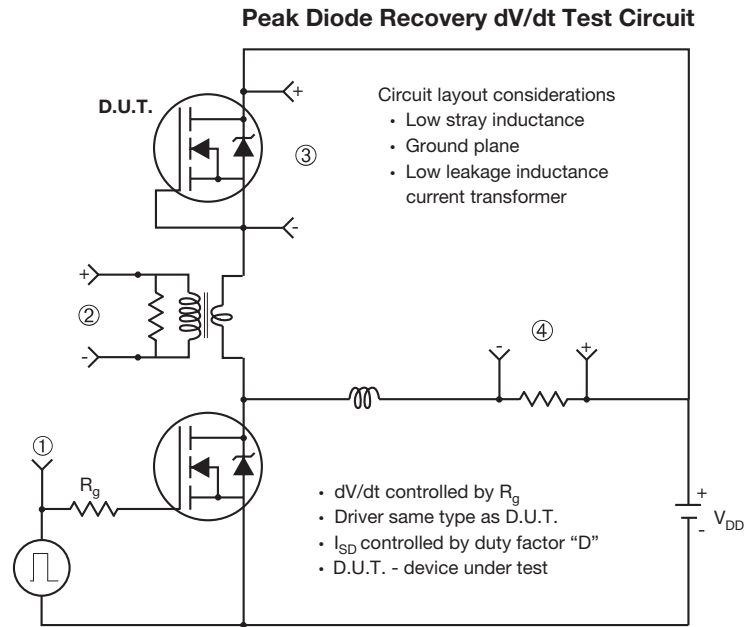 Peak Diode Recovery dV/dt Test Circuit
D.U.T.
+
Circuit layout considerations
• Low stray inductance
• Ground plane
• Low leakage inductance
current transformer
③
-
+
②
-
④
-
+
①
Rg
• dV/dt controlled by Rg
• Driver same type as D.U.T.
• ISD controlled by duty factor “D”
• D.U.T. - device under test
+
VDD
-